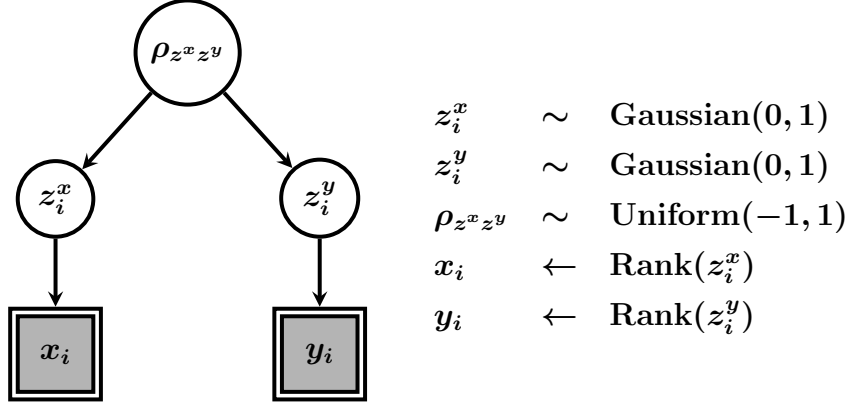 ρ_{z^x z^y}
z_i^x
z_i^y
x_i
y_i
z_i^x ∼ Gaussian(0, 1)
z_i^y ∼ Gaussian(0, 1)
ρ_{z^x z^y} ∼ Uniform(−1, 1)
x_i ← Rank(z_i^x)
y_i ← Rank(z_i^y)